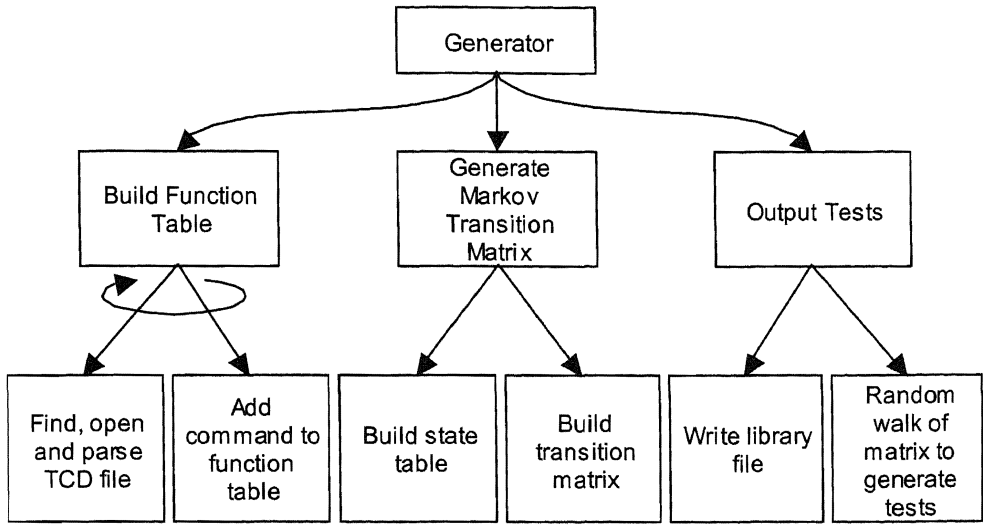 Generator
Build Function
Table
Generate
Markov
Transition
Matrix
Output Tests
Find, open
and parse
TCD file
Add
command to
function
table
Build state
table
Build
transition
matrix
Write library
file
Random
walk of
matrix to
generate
tests